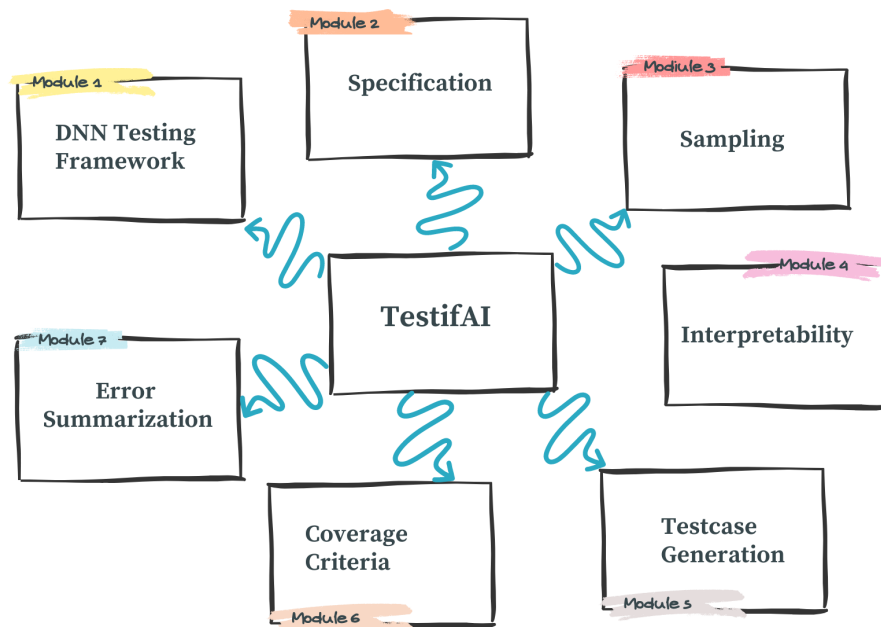 Module 1
DNN Testing
Framework
Module 2
Specification
Modiule 3
Sampling
Module 4
Interpretability
TestifAI
Module 7
Error
Summarization
Coverage
Criteria
Module 6
Testcase
Generation
Module 5